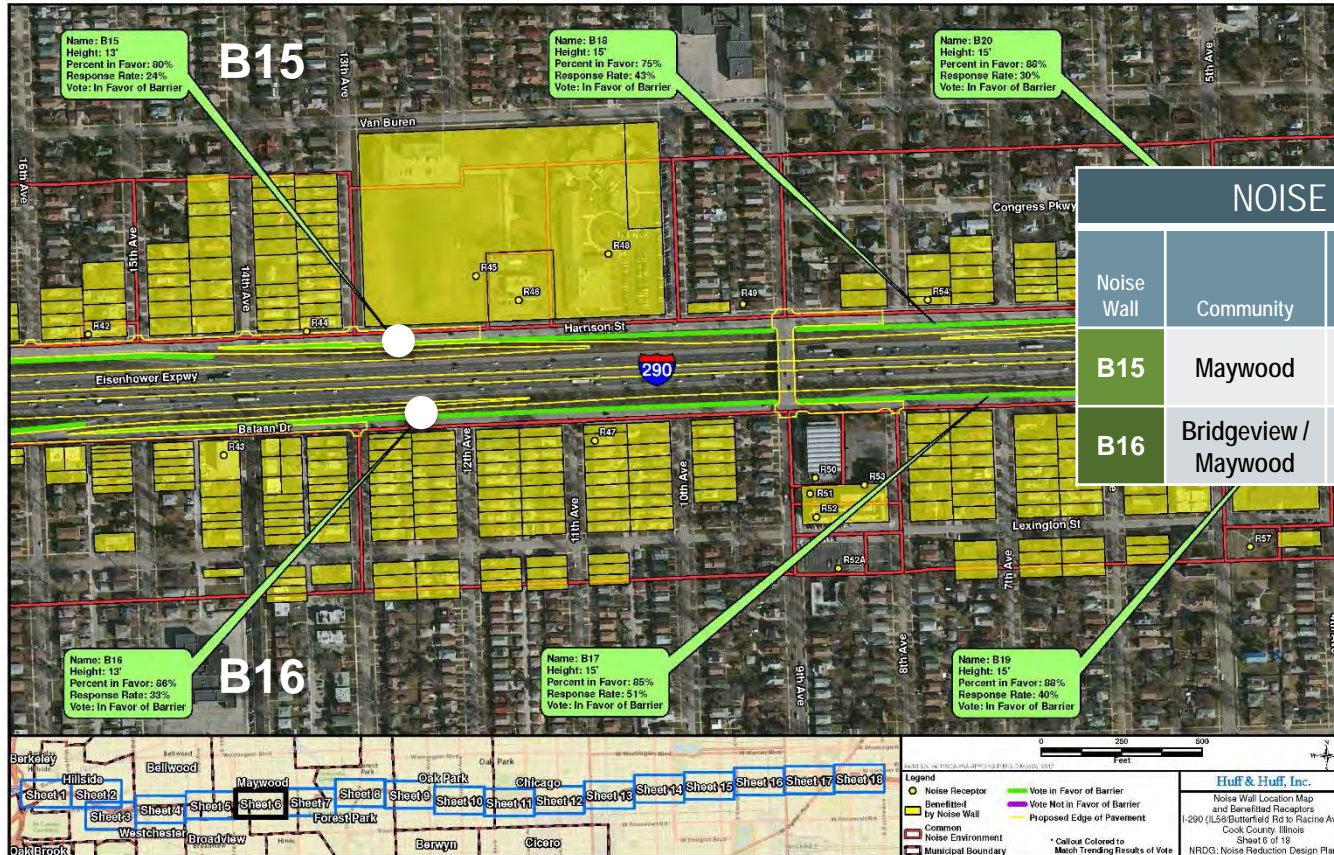 Name: B15
Height: 13'
Percent in Favor: 80%
Response Rate: 24%
Vote: In Favor of Barrier
B15
13th Ave
Name: B18
Height: 15'
Percent in Favor: 75%
Response Rate: 43%
Vote: In Favor of Barrier
Name: B20
Height: 15'
Percent in Favor: 88%
Response Rate: 30%
Vote: In Favor of Barrier
5th Ave
Van Buren
16th Ave
15th Ave
14th Ave
Congress Pkwy
NOISE
Noise
Wall
Community
B15
Maywood
B16
Bridgeview /
Maywood
R48
R45
R46
R49
R54
R42
R44
Harrison St
Eisenhower Expwy
290
Bataan Dr
R43
12th Ave
R47
11th Ave
10th Ave
R50
R53
R51
R52
R52A
Lexington St
R57
7th Ave
8th Ave
9th Ave
Name: B16
Height: 13'
Percent in Favor: 86%
Response Rate: 33%
Vote: In Favor of Barrier
B16
Name: B17
Height: 15'
Percent in Favor: 85%
Response Rate: 51%
Vote: In Favor of Barrier
Name: B19
Height: 15'
Percent in Favor: 88%
Response Rate: 40%
Vote: In Favor of Barrier
Berkeley
Hillside
Bellwood
Maywood
Oak Park
Chicago
Sheet 1
Sheet 2
Sheet 3
Sheet 4
Sheet 5
Sheet 6
Sheet 7
Sheet 8
Sheet 9
Sheet 10
Sheet 11
Sheet 12
Sheet 13
Sheet 14
Sheet 15
Sheet 16
Sheet 17
Sheet 18
Westchester
Broadview
Forest Park
Oak Brook
Berwyn
Cicero
0 250 500
Feet
Legend
Noise Receptor
Benefitted
by Noise Wall
Common
Noise Environment
Municipal Boundary
Vote in Favor of Barrier
Vote Not in Favor of Barrier
Proposed Edge of Pavement
* Callout Colored to
Match Trending Results of Vote
Huff & Huff, Inc.
Noise Wall Location Map
and Benefitted Receptors
I-290 (IL56/Butterfield Rd to Racine Av
Cook County, Illinois
Sheet 6 of 18
NRDG: Noise Reduction Design Plan